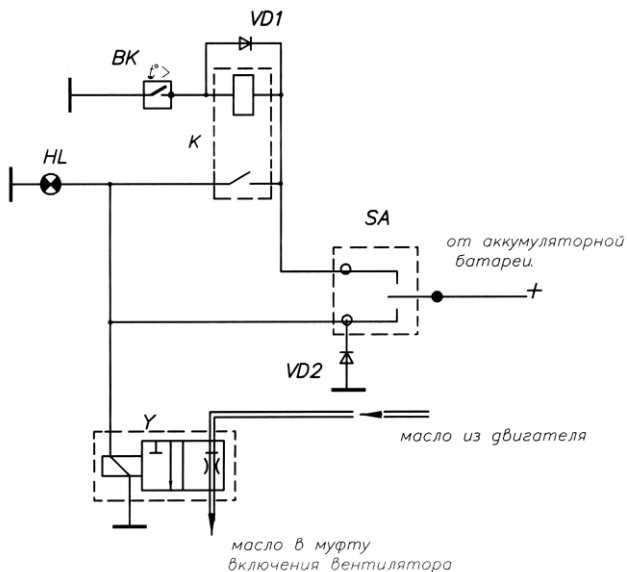 VD1
BK
t°>
K
HL
SA
от аккумуляторной
батареи.
+
VD2
Y
масло из двигателя
масло в муфту
включения вентилятора